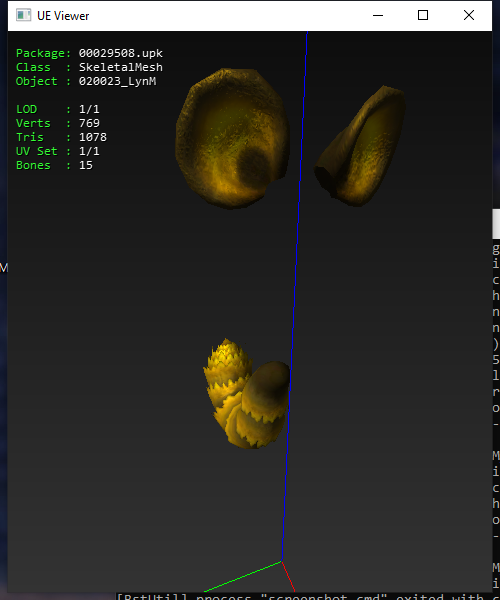 UE Viewer
Package: 00029508.upk
Class  : SkeletalMesh
Object : 020023_LynM
LOD    : 1/1
Verts  : 769
Tris   : 1078
UV Set : 1/1
Bones  : 15
[BstUtil] process "screenshot.cmd" exited with c